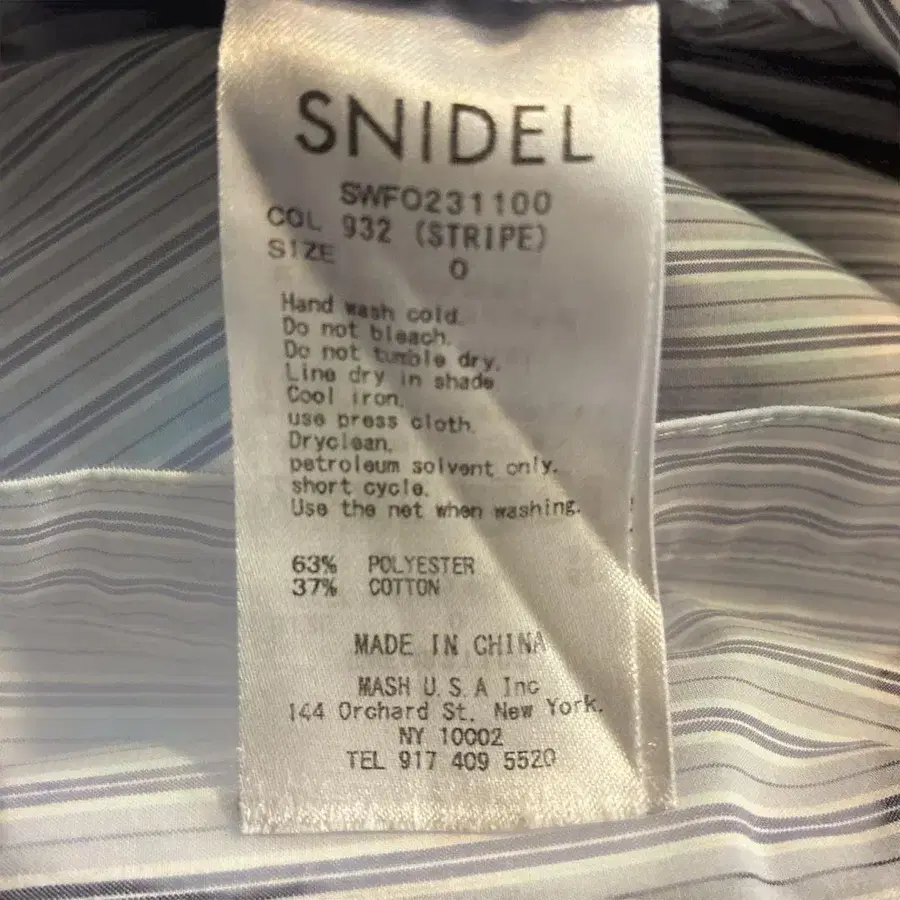 SNIDEL
SWFO231100
COL 932 (STRIPE)
SIZE 0
Hand wash cold.
Do not bleach.
Do not tumble dry.
Line dry in shade
Cool iron.
use press cloth.
Dryclean.
petroleum solvent only.
short cycle.
Use the net when washing.
63% POLYESTER
37% COTTON
MADE IN CHINA
MASH U.S.A Inc
144 Orchard St. New York.
NY 10002
TEL 917 409 5520